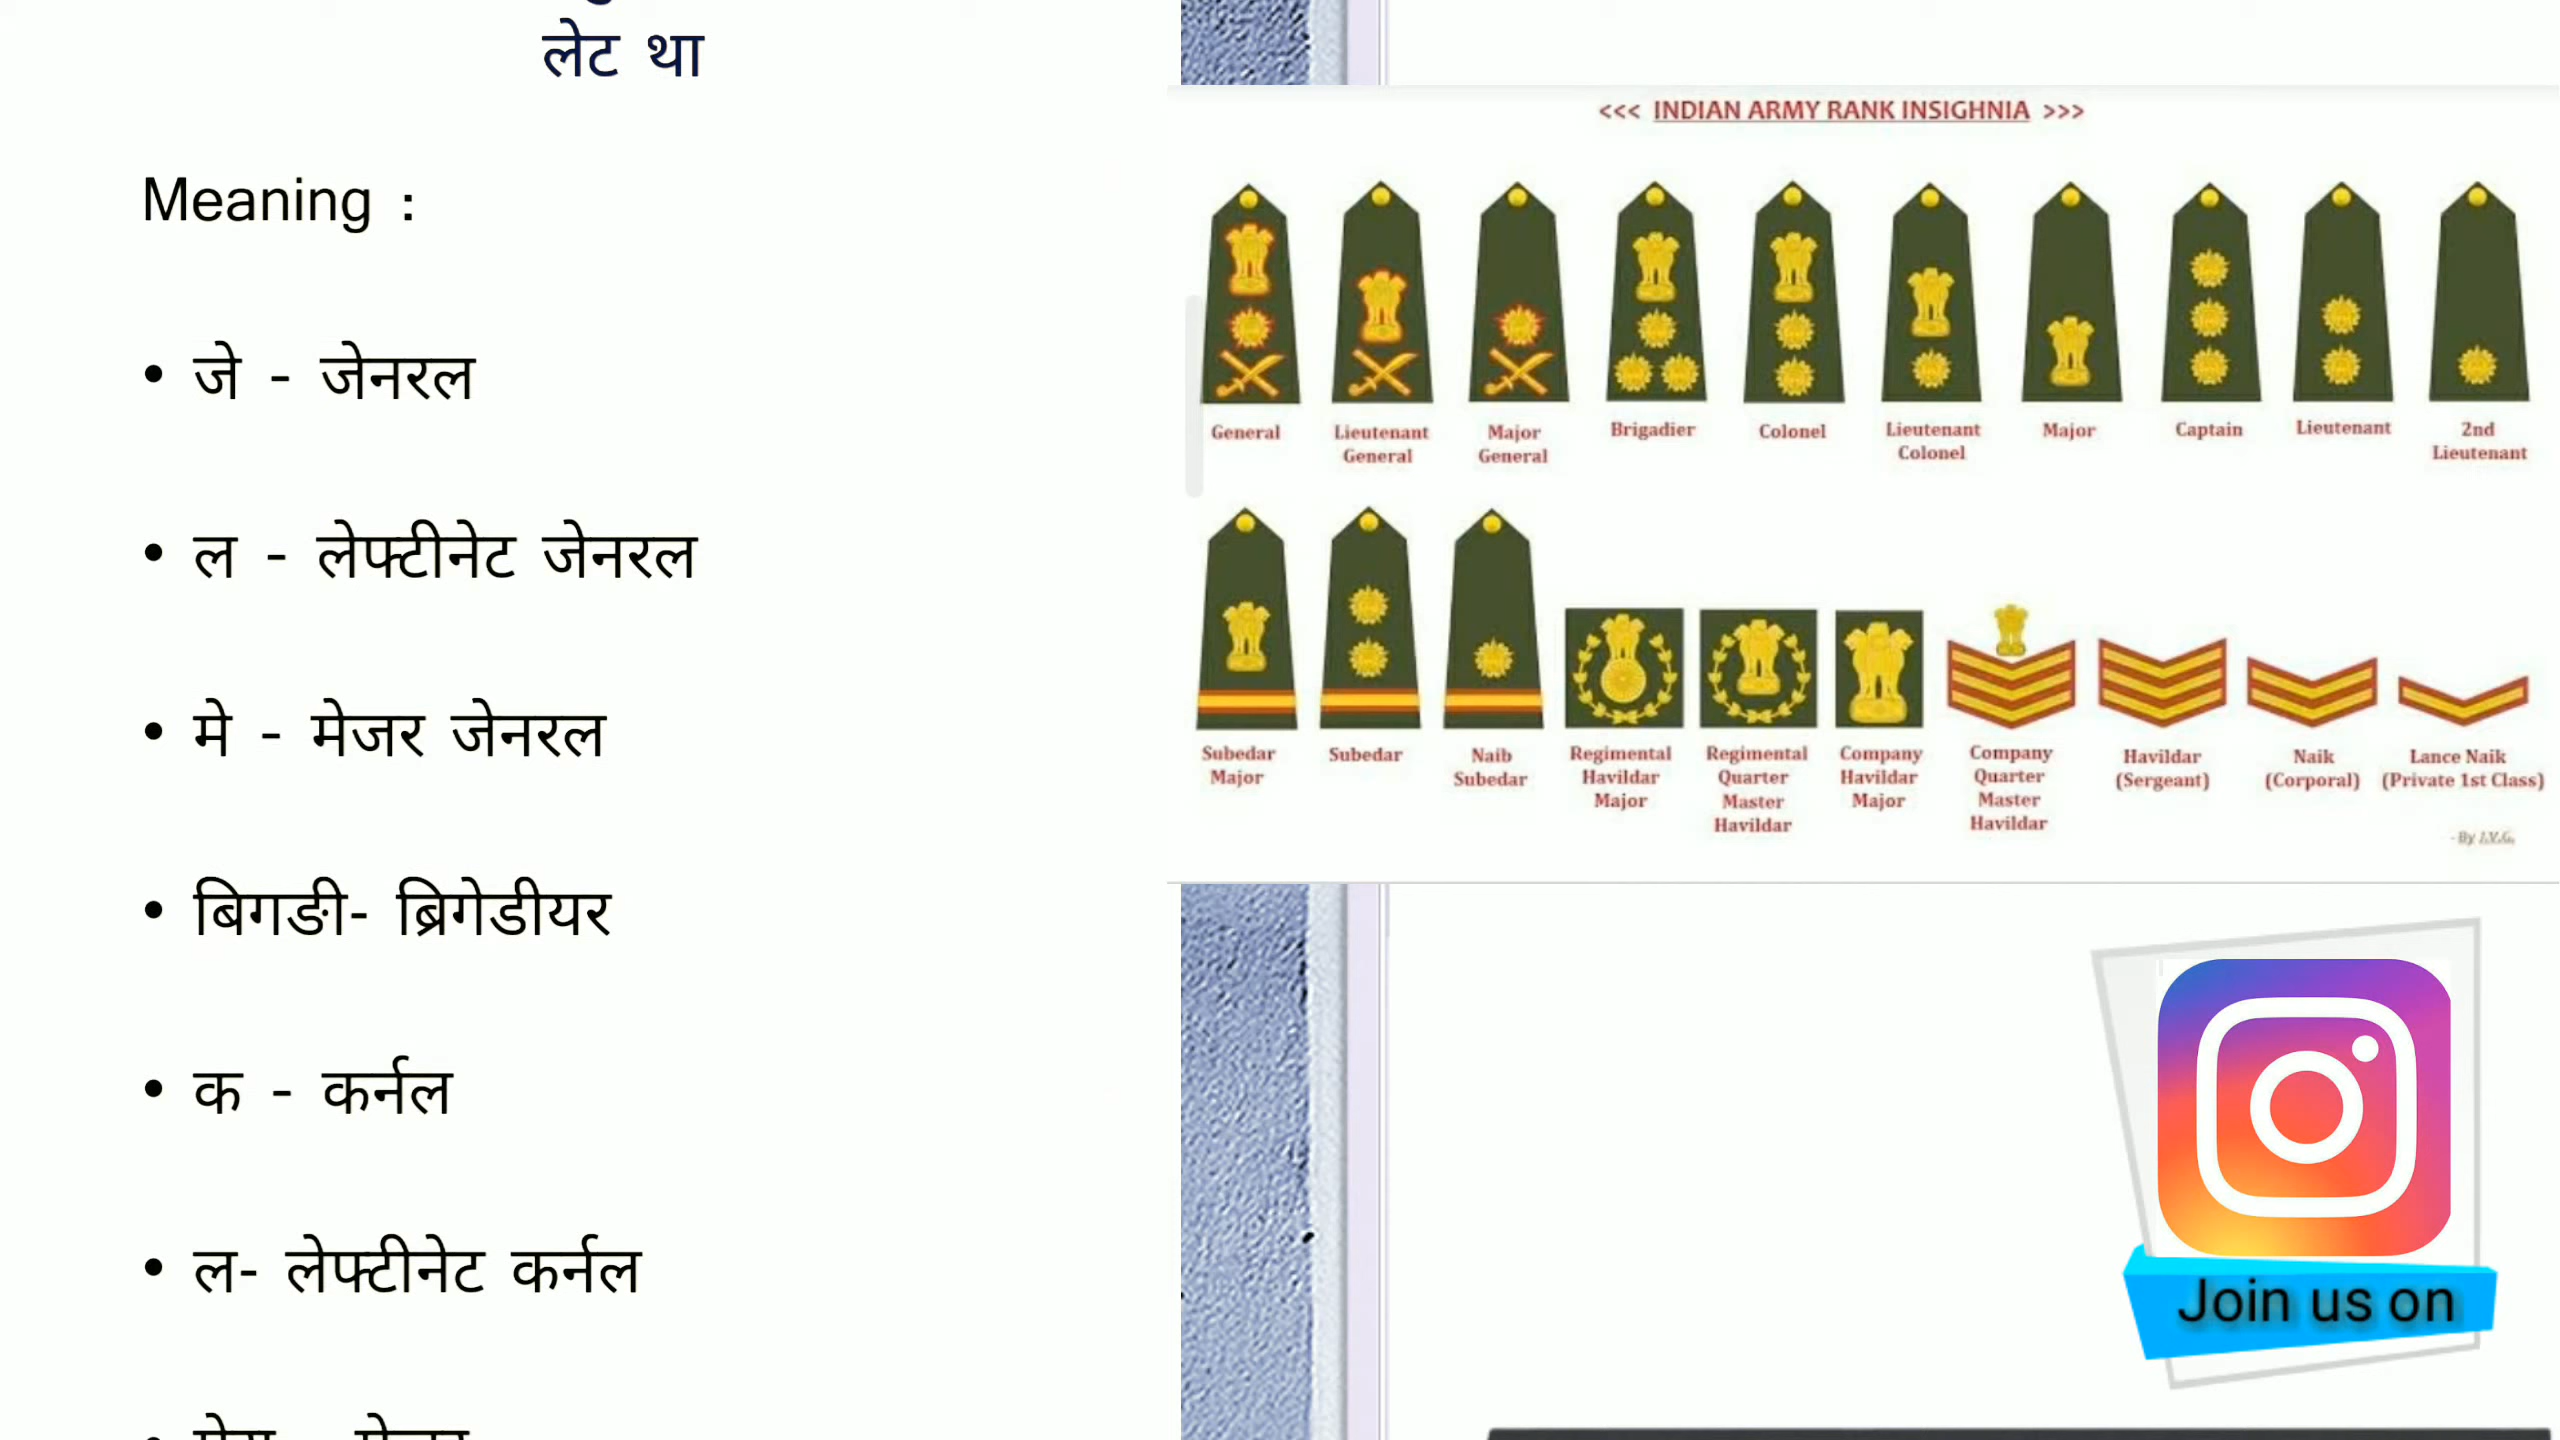 लेट था
Meaning :
• जे - जेनरल
• ल - लेफ्टीनेट जेनरल
• मे - मेजर जेनरल
• बिगङी- ब्रिगेडीयर
• क - कर्नल
• ल- लेफ्टीनेट कर्नल
<<< INDIAN ARMY RANK INSIGHNIA >>>
General
Lieutenant
General
Major
General
Brigadier
Colonel
Lieutenant
Colonel
Major
Captain
Lieutenant
2nd
Lieutenant
Subedar
Major
Subedar
Naib
Subedar
Regimental
Havildar
Major
Regimental
Quarter
Master
Havildar
Company
Havildar
Major
Company
Quarter
Master
Havildar
Havildar
(Sergeant)
Naik
(Corporal)
Lance Naik
(Private 1st Class)
- By
Join us on